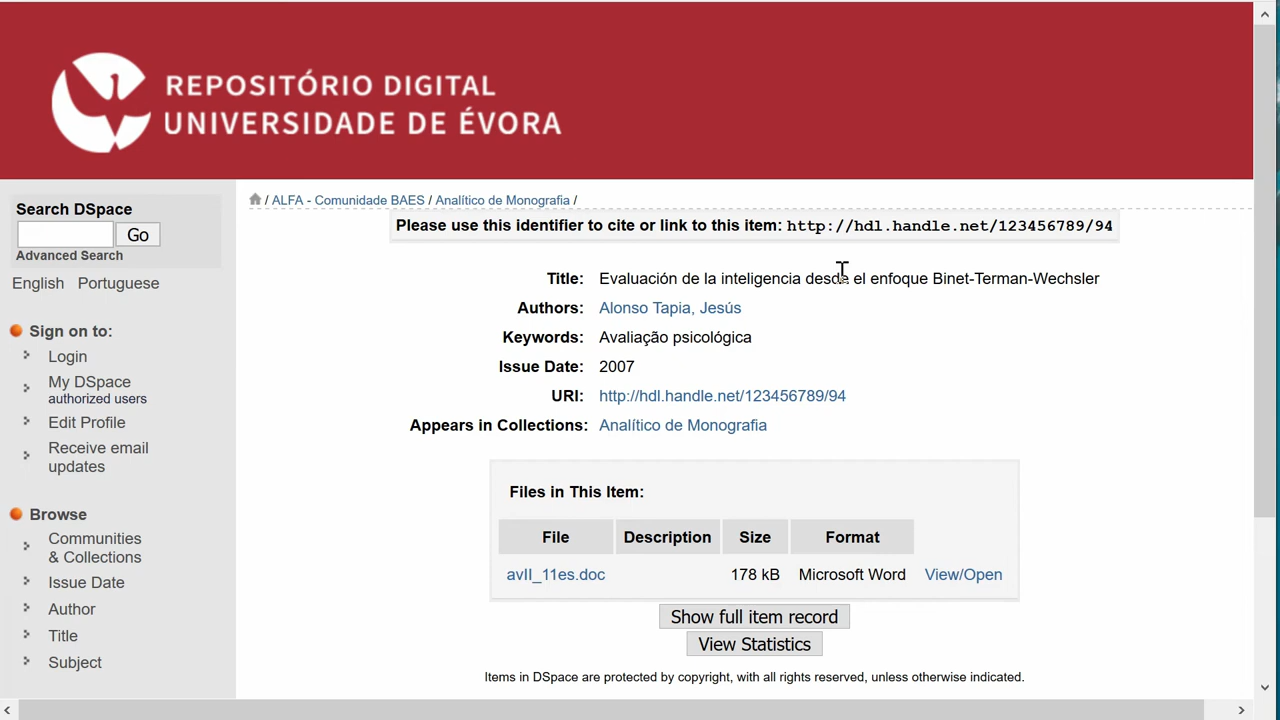 REPOSITÓRIO DIGITAL
UNIVERSIDADE DE ÉVORA
Search DSpace
Go
Advanced Search
English Portuguese
Sign on to:
Login
My DSpace
authorized users
Edit Profile
Receive email
updates
Browse
Communities
& Collections
Issue Date
Author
Title
Subject
/ ALFA - Comunidade BAES / Analítico de Monografia /
Please use this identifier to cite or link to this item: http://hdl.handle.net/123456789/94
Title: Evaluación de la inteligencia desde el enfoque Binet-Terman-Wechsler
Authors: Alonso Tapia, Jesús
Keywords: Avaliação psicológica
Issue Date: 2007
URI: http://hdl.handle.net/123456789/94
Appears in Collections: Analítico de Monografia
Files in This Item:
File Description Size Format
avII_11es.doc 178 kB Microsoft Word View/Open
Show full item record
View Statistics
Items in DSpace are protected by copyright, with all rights reserved, unless otherwise indicated.